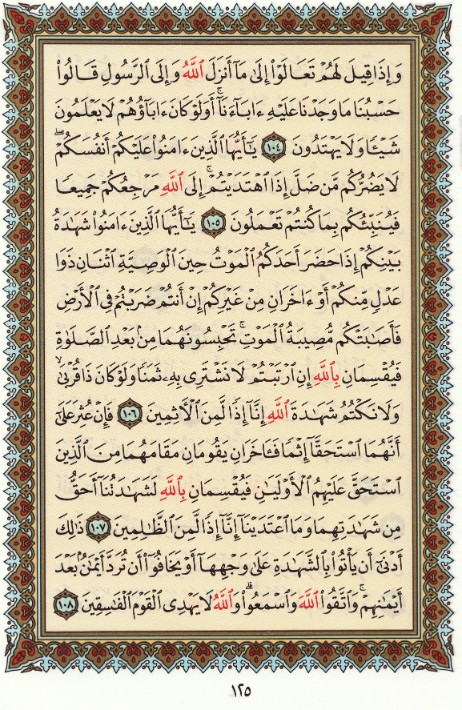 وَإِذَا قِيلَ لَهُمْ تَعَالَوْا۟ إِلَىٰ مَآ أَنزَلَ ٱللَّهُ وَإِلَى ٱلرَّسُولِ قَالُوا۟
حَسْبُنَا مَا وَجَدْنَا عَلَيْهِ ءَابَآءَنَآ ۚ أَوَلَوْ كَانَ ءَابَآؤُهُمْ لَا يَعْلَمُونَ
شَيْـًٔا وَلَا يَهْتَدُونَ ١٠٤ يَـٰٓأَيُّهَا ٱلَّذِينَ ءَامَنُوا۟ عَلَيْكُمْ أَنفُسَكُمْ ۖ
لَا يَضُرُّكُم مَّن ضَلَّ إِذَا ٱهْتَدَيْتُمْ ۚ إِلَى ٱللَّهِ مَرْجِعُكُمْ جَمِيعًا
فَيُنَبِّئُكُم بِمَا كُنتُمْ تَعْمَلُونَ ١٠٥ يَـٰٓأَيُّهَا ٱلَّذِينَ ءَامَنُوا۟ شَهَـٰدَةُ
بَيْنِكُمْ إِذَا حَضَرَ أَحَدَكُمُ ٱلْمَوْتُ حِينَ ٱلْوَصِيَّةِ ٱثْنَانِ ذَوَا
عَدْلٍ مِّنكُمْ أَوْ ءَاخَرَانِ مِنْ غَيْرِكُمْ إِنْ أَنتُمْ ضَرَبْتُمْ فِى ٱلْأَرْضِ
فَأَصَـٰبَتْكُم مُّصِيبَةُ ٱلْمَوْتِ ۚ تَحْبِسُونَهُمَا مِنۢ بَعْدِ ٱلصَّلَوٰةِ
فَيُقْسِمَانِ بِٱللَّهِ إِنِ ٱرْتَبْتُمْ لَا نَشْتَرِى بِهِۦ ثَمَنًا وَلَوْ كَانَ ذَا قُرْبَىٰ ۙ
وَلَا نَكْتُمُ شَهَـٰدَةَ ٱللَّهِ إِنَّآ إِذًا لَّمِنَ ٱلْـَٔاثِمِينَ ١٠٦ فَإِنْ عُثِرَ عَلَىٰٓ
أَنَّهُمَا ٱسْتَحَقَّآ إِثْمًا فَـَٔاخَرَانِ يَقُومَانِ مَقَامَهُمَا مِنَ ٱلَّذِينَ
ٱسْتَحَقَّ عَلَيْهِمُ ٱلْأَوْلَيَـٰنِ فَيُقْسِمَانِ بِٱللَّهِ لَشَهَـٰدَتُنَآ أَحَقُّ
مِن شَهَـٰدَتِهِمَا وَمَا ٱعْتَدَيْنَآ إِنَّآ إِذًا لَّمِنَ ٱلظَّـٰلِمِينَ ١٠٧ ذَٰلِكَ
أَدْنَىٰٓ أَن يَأْتُوا۟ بِٱلشَّهَـٰدَةِ عَلَىٰ وَجْهِهَآ أَوْ يَخَافُوٓا۟ أَن تُرَدَّ أَيْمَـٰنٌۢ بَعْدَ
أَيْمَـٰنِهِمْ ۗ وَٱتَّقُوا۟ ٱللَّهَ وَٱسْمَعُوا۟ ۗ وَٱللَّهُ لَا يَهْدِى ٱلْقَوْمَ ٱلْفَـٰسِقِينَ ١٠٨
١٢٥